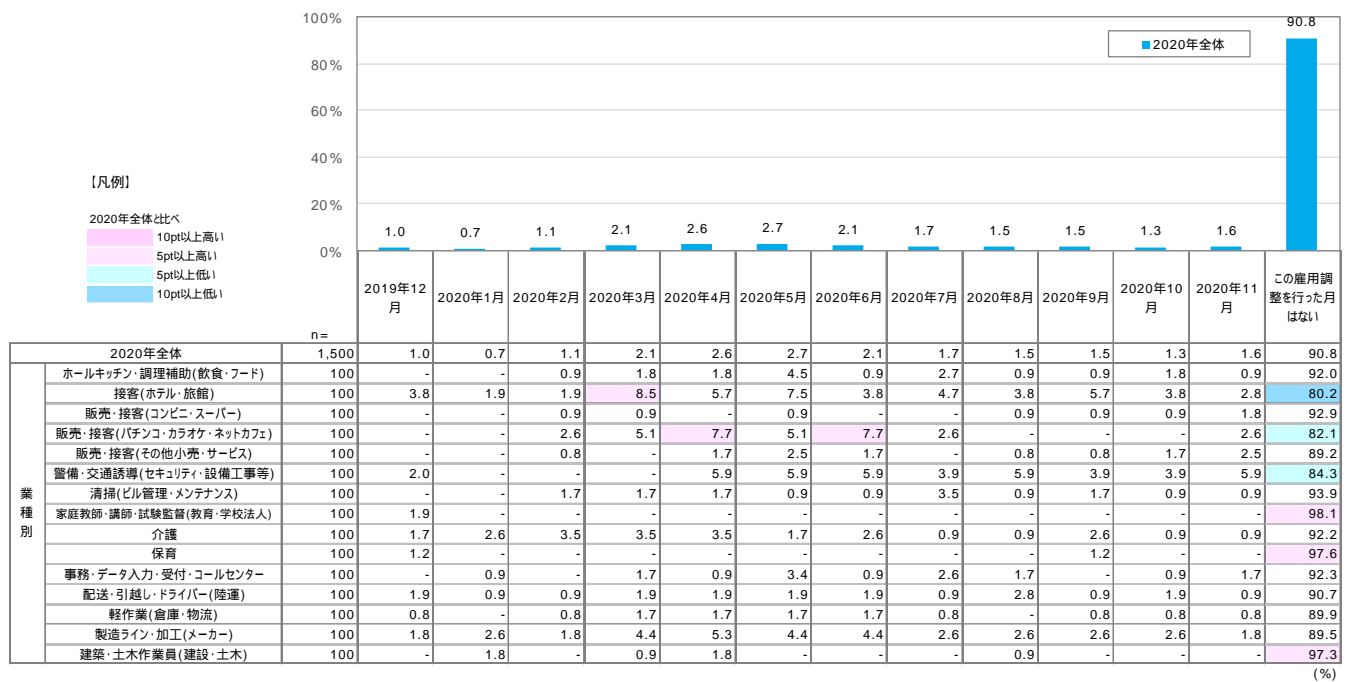 100%
80%
60%
40%
20%
0%
■2020年全体
1.0 0.7 1.1 2.1 2.6 2.7 2.1 1.7 1.5 1.5 1.3 1.6 90.8
【凡例】
2020年全体と比べ
10pt以上高い
5pt以上高い
5pt以上低い
10pt以上低い
n=
2019年12月 2020年1月 2020年2月 2020年3月 2020年4月 2020年5月 2020年6月 2020年7月 2020年8月 2020年9月 2020年10月 2020年11月 この雇用調整を行った月はない
2020年全体 1,500 1.0 0.7 1.1 2.1 2.6 2.7 2.1 1.7 1.5 1.5 1.3 1.6 90.8
業種別
ホールキッチン・調理補助(飲食・フード) 100 - - 0.9 1.8 1.8 4.5 0.9 2.7 0.9 0.9 1.8 0.9 92.0
接客(ホテル・旅館) 100 3.8 1.9 1.9 8.5 5.7 7.5 3.8 4.7 3.8 5.7 3.8 2.8 80.2
販売・接客(コンビニ・スーパー) 100 - - 0.9 0.9 - 0.9 - - 0.9 0.9 0.9 1.8 92.9
販売・接客(パチンコ・カラオケ・ネットカフェ) 100 - - 2.6 5.1 7.7 5.1 7.7 2.6 - - - 2.6 82.1
販売・接客(その他小売・サービス) 100 - - 0.8 - 1.7 2.5 1.7 - 0.8 0.8 1.7 2.5 89.2
警備・交通誘導(セキュリティ・設備工事等) 100 2.0 - - - 5.9 5.9 5.9 3.9 5.9 3.9 3.9 5.9 84.3
清掃(ビル管理・メンテナンス) 100 - - 1.7 1.7 1.7 0.9 0.9 3.5 0.9 1.7 0.9 0.9 93.9
家庭教師・講師・試験監督(教育・学校法人) 100 1.9 - - - - - - - - - - - 98.1
介護 100 1.7 2.6 3.5 3.5 3.5 1.7 2.6 0.9 0.9 2.6 0.9 0.9 92.2
保育 100 1.2 - - - - - - - - 1.2 - - 97.6
事務・データ入力・受付・コールセンター 100 - 0.9 - 1.7 0.9 3.4 0.9 2.6 1.7 - 0.9 1.7 92.3
配送・引越し・ドライバー(陸運) 100 1.9 0.9 0.9 1.9 1.9 1.9 1.9 0.9 2.8 0.9 1.9 0.9 90.7
軽作業(倉庫・物流) 100 0.8 - 0.8 1.7 1.7 1.7 1.7 0.8 - 0.8 0.8 0.8 89.9
製造ライン・加工(メーカー) 100 1.8 2.6 1.8 4.4 5.3 4.4 4.4 2.6 2.6 2.6 2.6 1.8 89.5
建築・土木作業員(建設・土木) 100 - 1.8 - 0.9 1.8 - - - 0.9 - - - 97.3
(%)